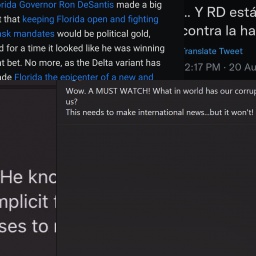 rida Governor Ron DeSantis made a big
t that keeping Florida open and fighting
ask mandates would be political gold,
d for a time it looked like he was winning
t bet. No more, as the Delta variant has
de Florida the epicenter of a new and
.. Y RD está
contra la ha
Translate Tweet
2:17 PM · 20 Au
Wow. A MUST WATCH! What in world has our corrup
us?
This needs to make international news...but it won't!
He kno
mplicit f
ses to r